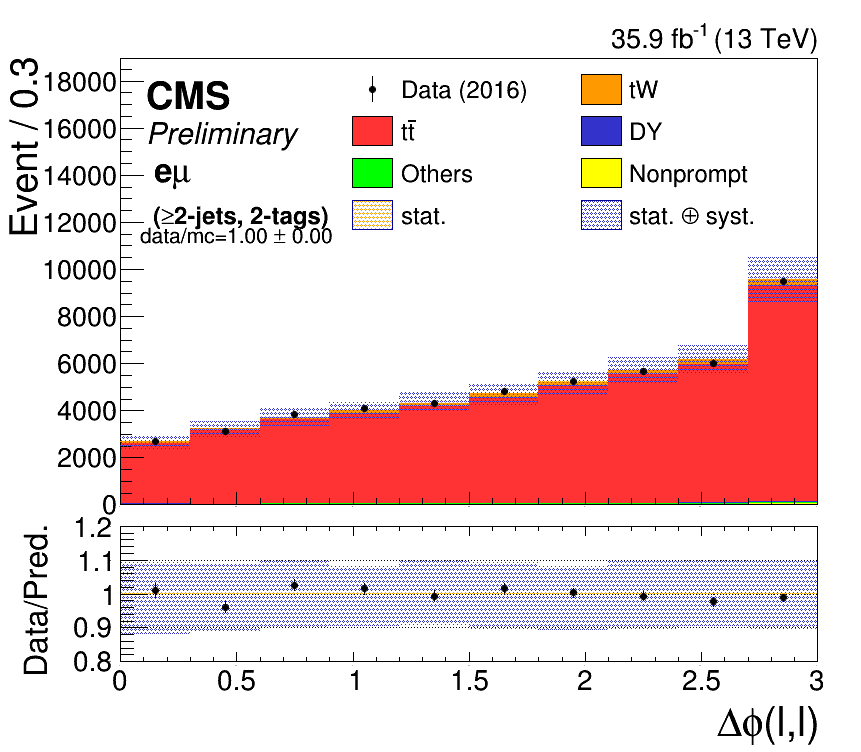 35.9 fb⁻¹ (13 TeV)
Event / 0.3
18000
16000
14000
12000
10000
8000
6000
4000
2000
0
CMS
Preliminary
eμ
(≥2-jets, 2-tags)
data/mc=1.00 ± 0.00
Data (2016)
tW
tt̄
DY
Others
Nonprompt
stat.
stat. ⊕ syst.
Data/Pred.
1.2
1.1
1
0.9
0.8
0 0.5 1 1.5 2 2.5 3
Δϕ(l,l)